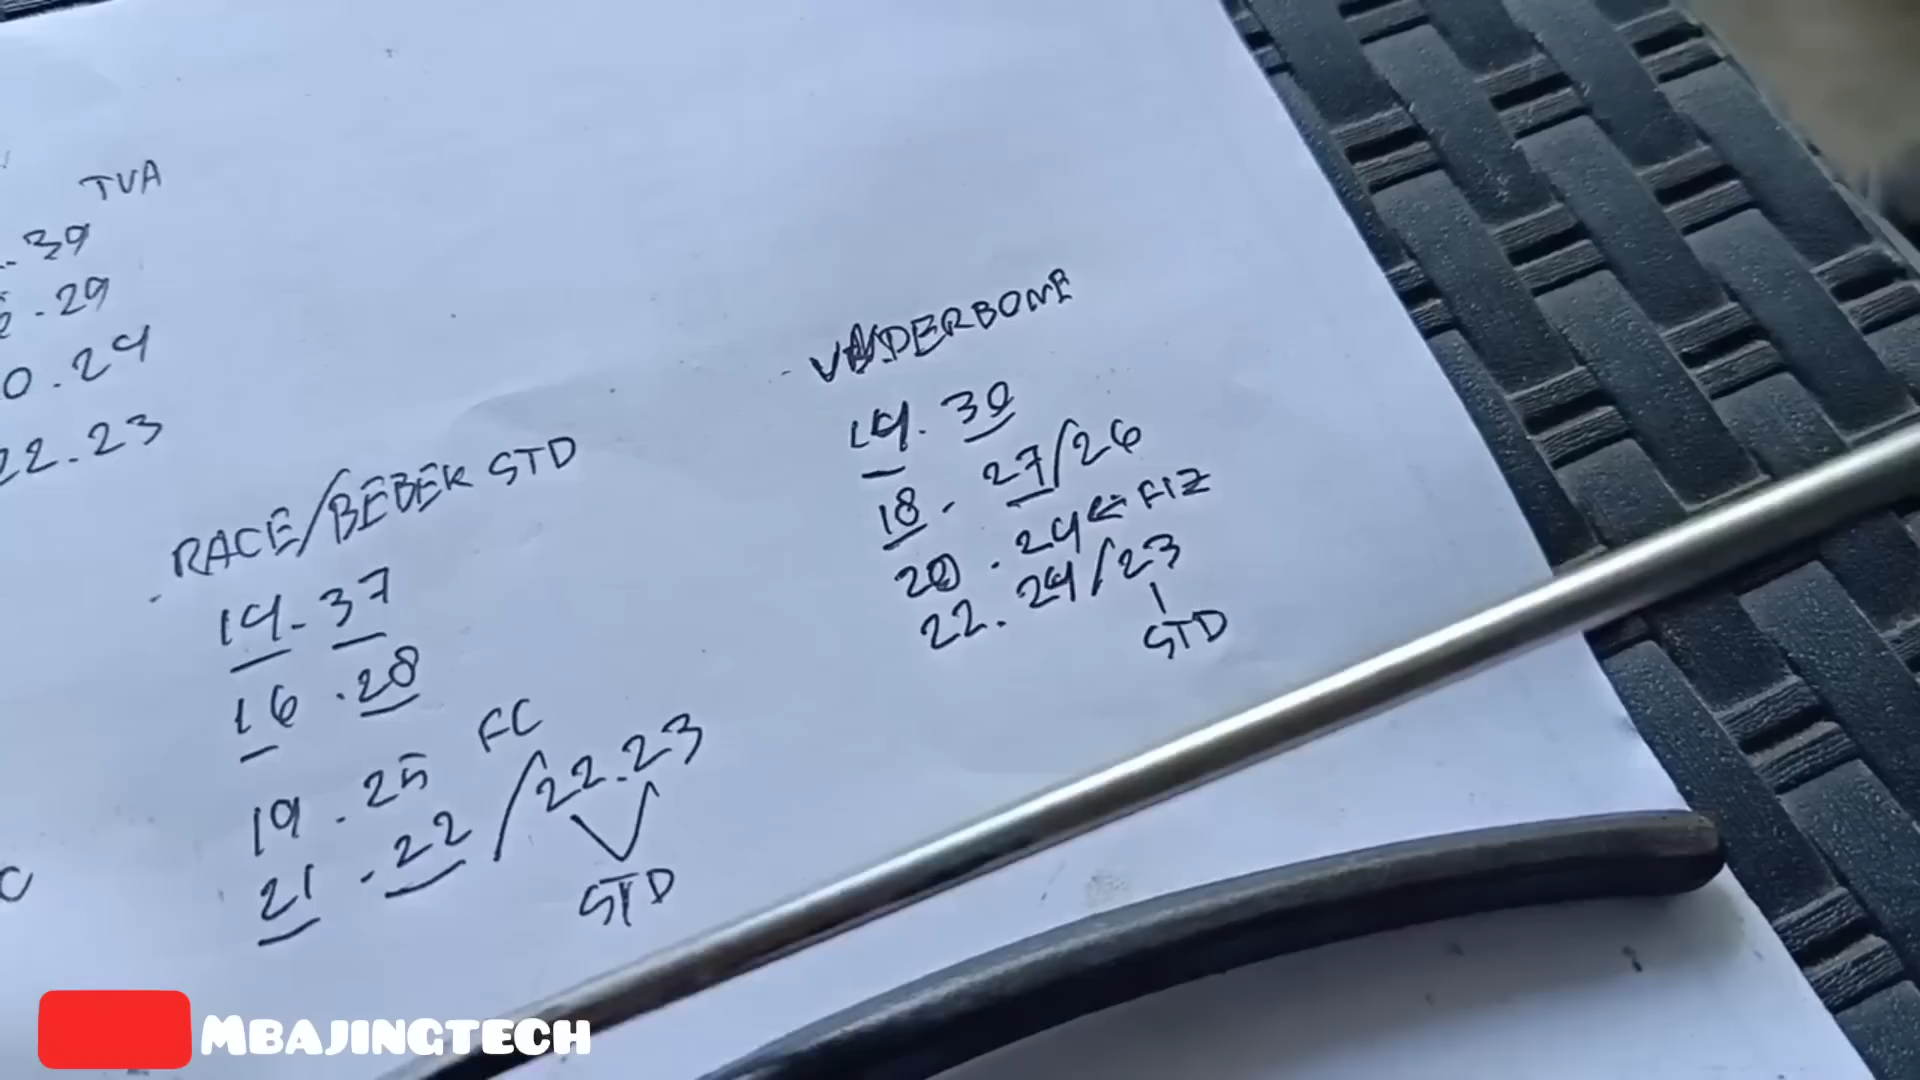 TVA
39
.29
0.24
22.23
RACE/BEBEK STD
14.37
16.28
19.25 FC
21.22/22.23
STD
VNDERBONE
14.30
18.27/26
20.24 ← FIZ
22.24/23
STD
MBAJINGTECH